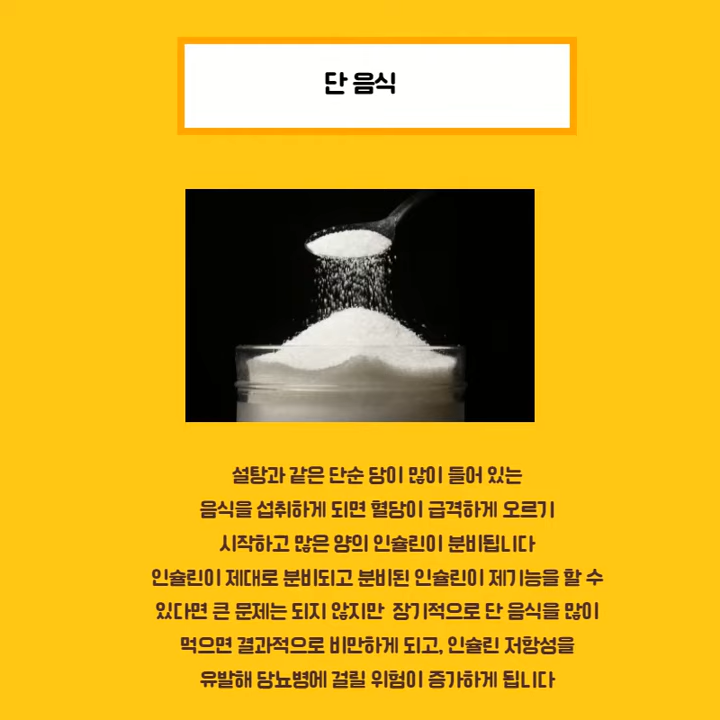 단 음식
설탕과 같은 단순 당이 많이 들어 있는
음식을 섭취하게 되면 혈당이 급격하게 오르기
시작하고 많은 양의 인슐린이 분비됩니다
인슐린이 제대로 분비되고 분비된 인슐린이 제기능을 할 수
있다면 큰 문제는 되지 않지만 장기적으로 단 음식을 많이
먹으면 결과적으로 비만하게 되고, 인슐린 저항성을
유발해 당뇨병에 걸릴 위험이 증가하게 됩니다